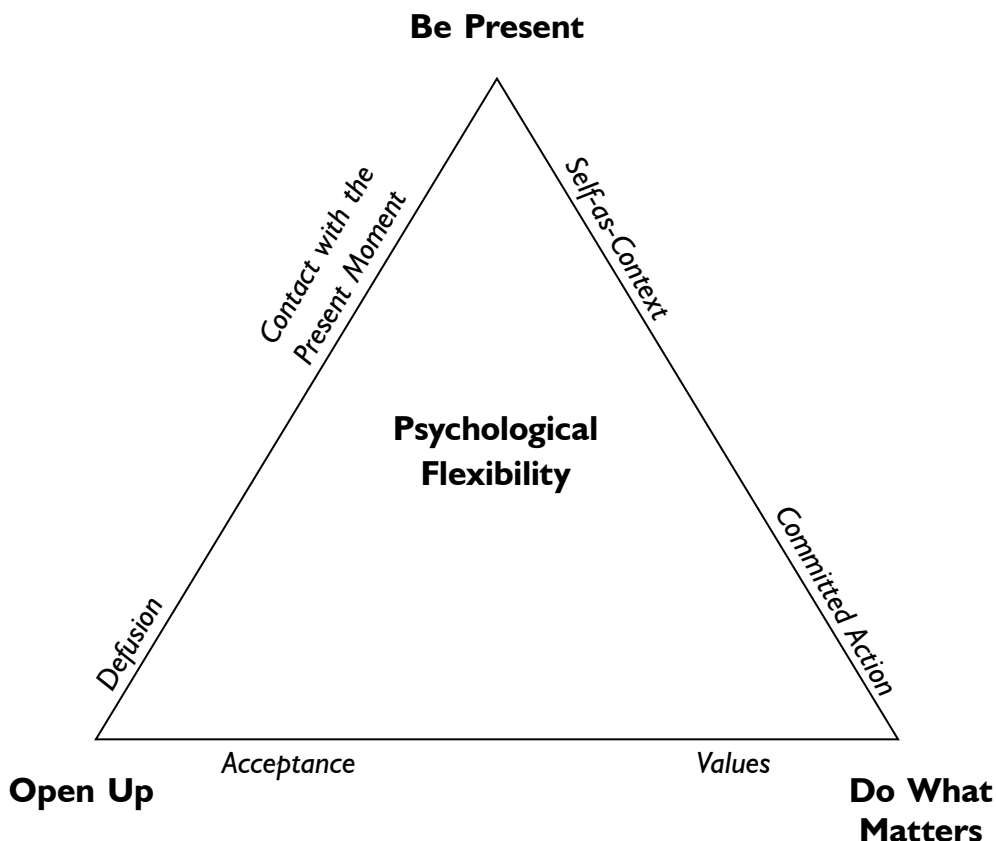 Be Present
Contact with the
Present Moment
Self-as-Context
Psychological
Flexibility
Defusion
Committed Action
Acceptance
Values
Open Up
Do What
Matters